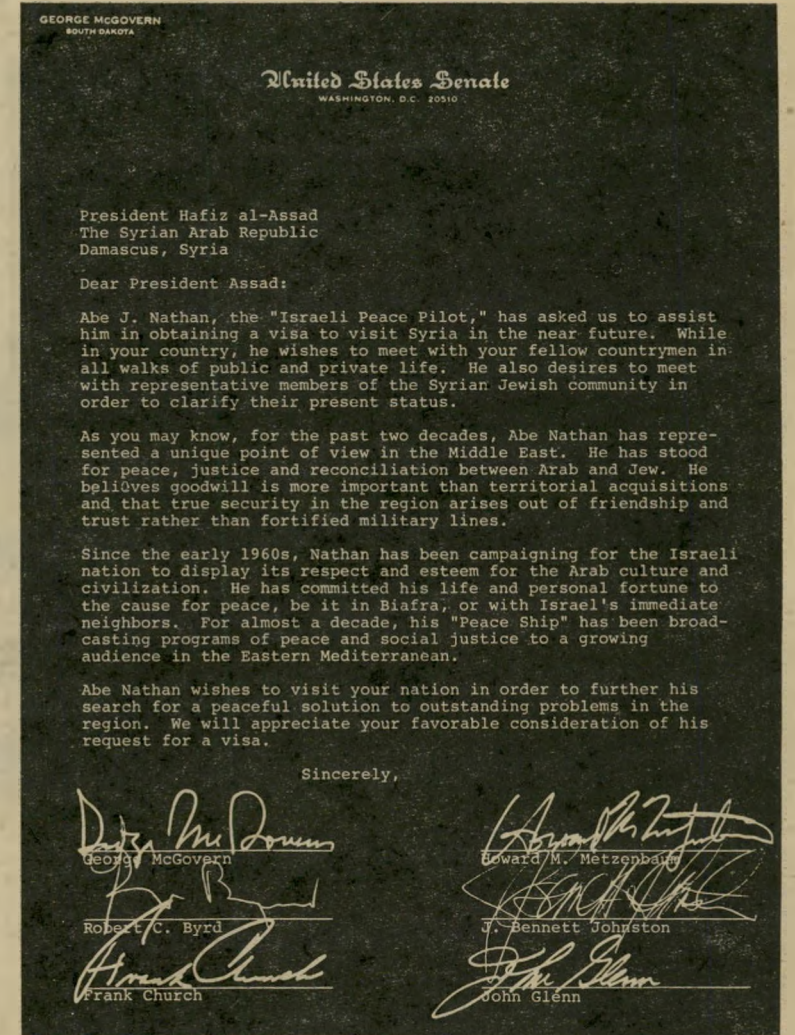 GEORGE McGOVERN
SOUTH DAKOTA
United States Senate
WASHINGTON, D.C. 20510
President Hafiz al-Assad
The Syrian Arab Republic
Damascus, Syria
Dear President Assad:
Abe J. Nathan, the "Israeli Peace Pilot," has asked us to assist
him in obtaining a visa to visit Syria in the near future. While
in your country, he wishes to meet with your fellow countrymen in
all walks of public and private life. He also desires to meet
with representative members of the Syrian Jewish community in
order to clarify their present status.
As you may know, for the past two decades, Abe Nathan has repre-
sented a unique point of view in the Middle East. He has stood
for peace, justice and reconciliation between Arab and Jew. He
believes goodwill is more important than territorial acquisitions
and that true security in the region arises out of friendship and
trust rather than fortified military lines.
Since the early 1960s, Nathan has been campaigning for the Israeli
nation to display its respect and esteem for the Arab culture and
civilization. He has committed his life and personal fortune to
the cause for peace, be it in Biafra, or with Israel's immediate
neighbors. For almost a decade, his "Peace Ship" has been broad-
casting programs of peace and social justice to a growing
audience in the Eastern Mediterranean.
Abe Nathan wishes to visit your nation in order to further his
search for a peaceful solution to outstanding problems in the
region. We will appreciate your favorable consideration of his
request for a visa.
Sincerely,
George McGovern Howard M. Metzenbaum
George McGovern Howard M. Metzenbaum
Robert C. Byrd J. Bennett Johnston
Frank Church John Glenn
Frank Church John Glenn